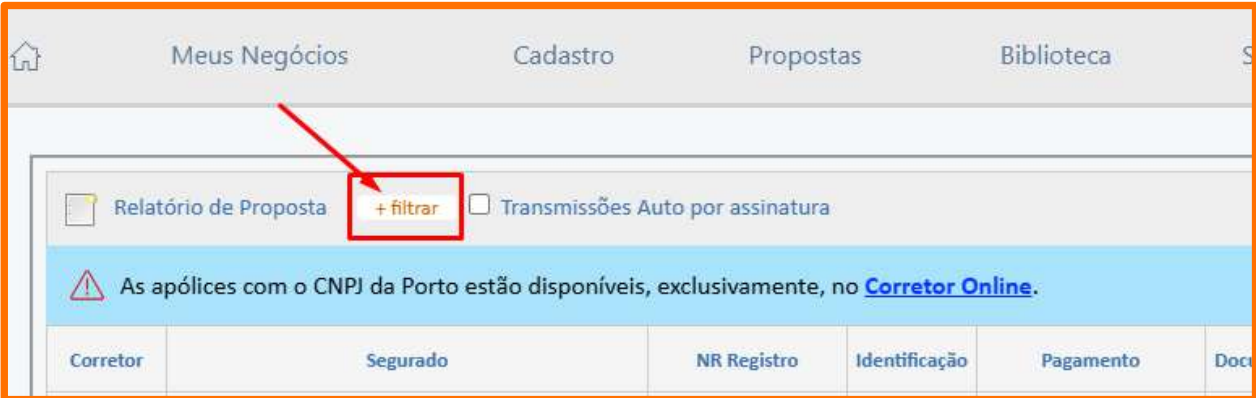 Meus Negócios Cadastro Propostas Biblioteca S
Relatório de Proposta + filtrar Transmissões Auto por assinatura
As apólices com o CNPJ da Porto estão disponíveis, exclusivamente, no Corretor Online.
Corretor Segurado NR Registro Identificação Pagamento Docu